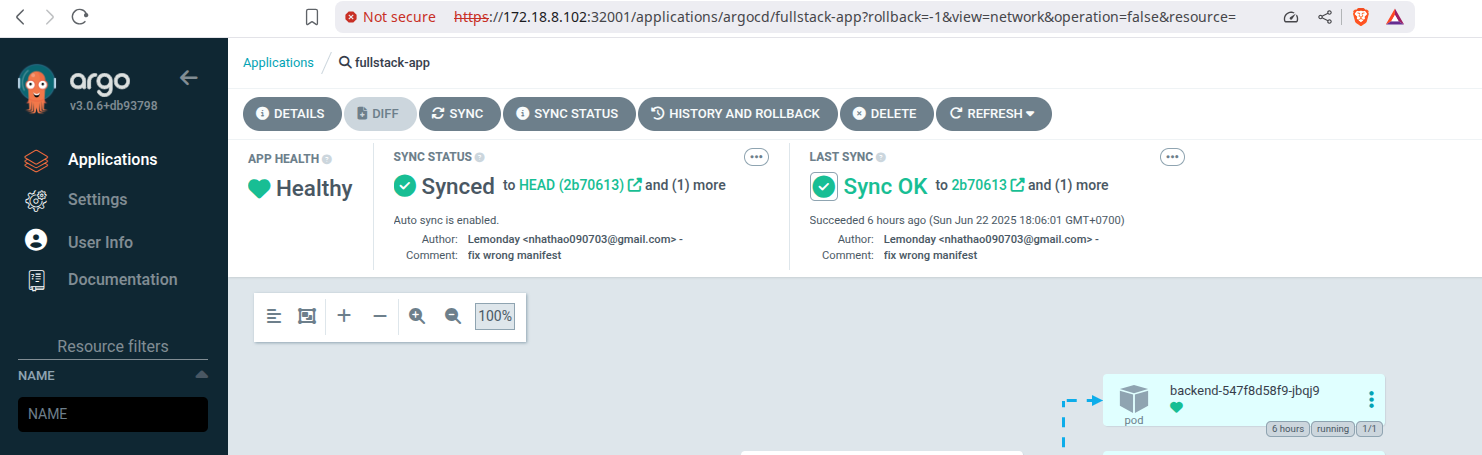 Not secure https://172.18.8.102:32001/applications/argocd/fullstack-app?rollback=-1&view=network&operation=false&resource=
argo
v3.0.6+db93798
Applications
Settings
User Info
Documentation
Resource filters
NAME
NAME
Applications / fullstack-app
DETAILS DIFF SYNC SYNC STATUS HISTORY AND ROLLBACK DELETE REFRESH
APP HEALTH
Healthy
SYNC STATUS
Synced to HEAD (2b70613) and (1) more
Auto sync is enabled.
Author: Lemonday <nhathao090703@gmail.com> -
Comment: fix wrong manifest
LAST SYNC
Sync OK to 2b70613 and (1) more
Succeeded 6 hours ago (Sun Jun 22 2025 18:06:01 GMT+0700)
Author: Lemonday <nhathao090703@gmail.com> -
Comment: fix wrong manifest
100%
backend-547f8d58f9-jbqj9
pod
6 hours running 1/1